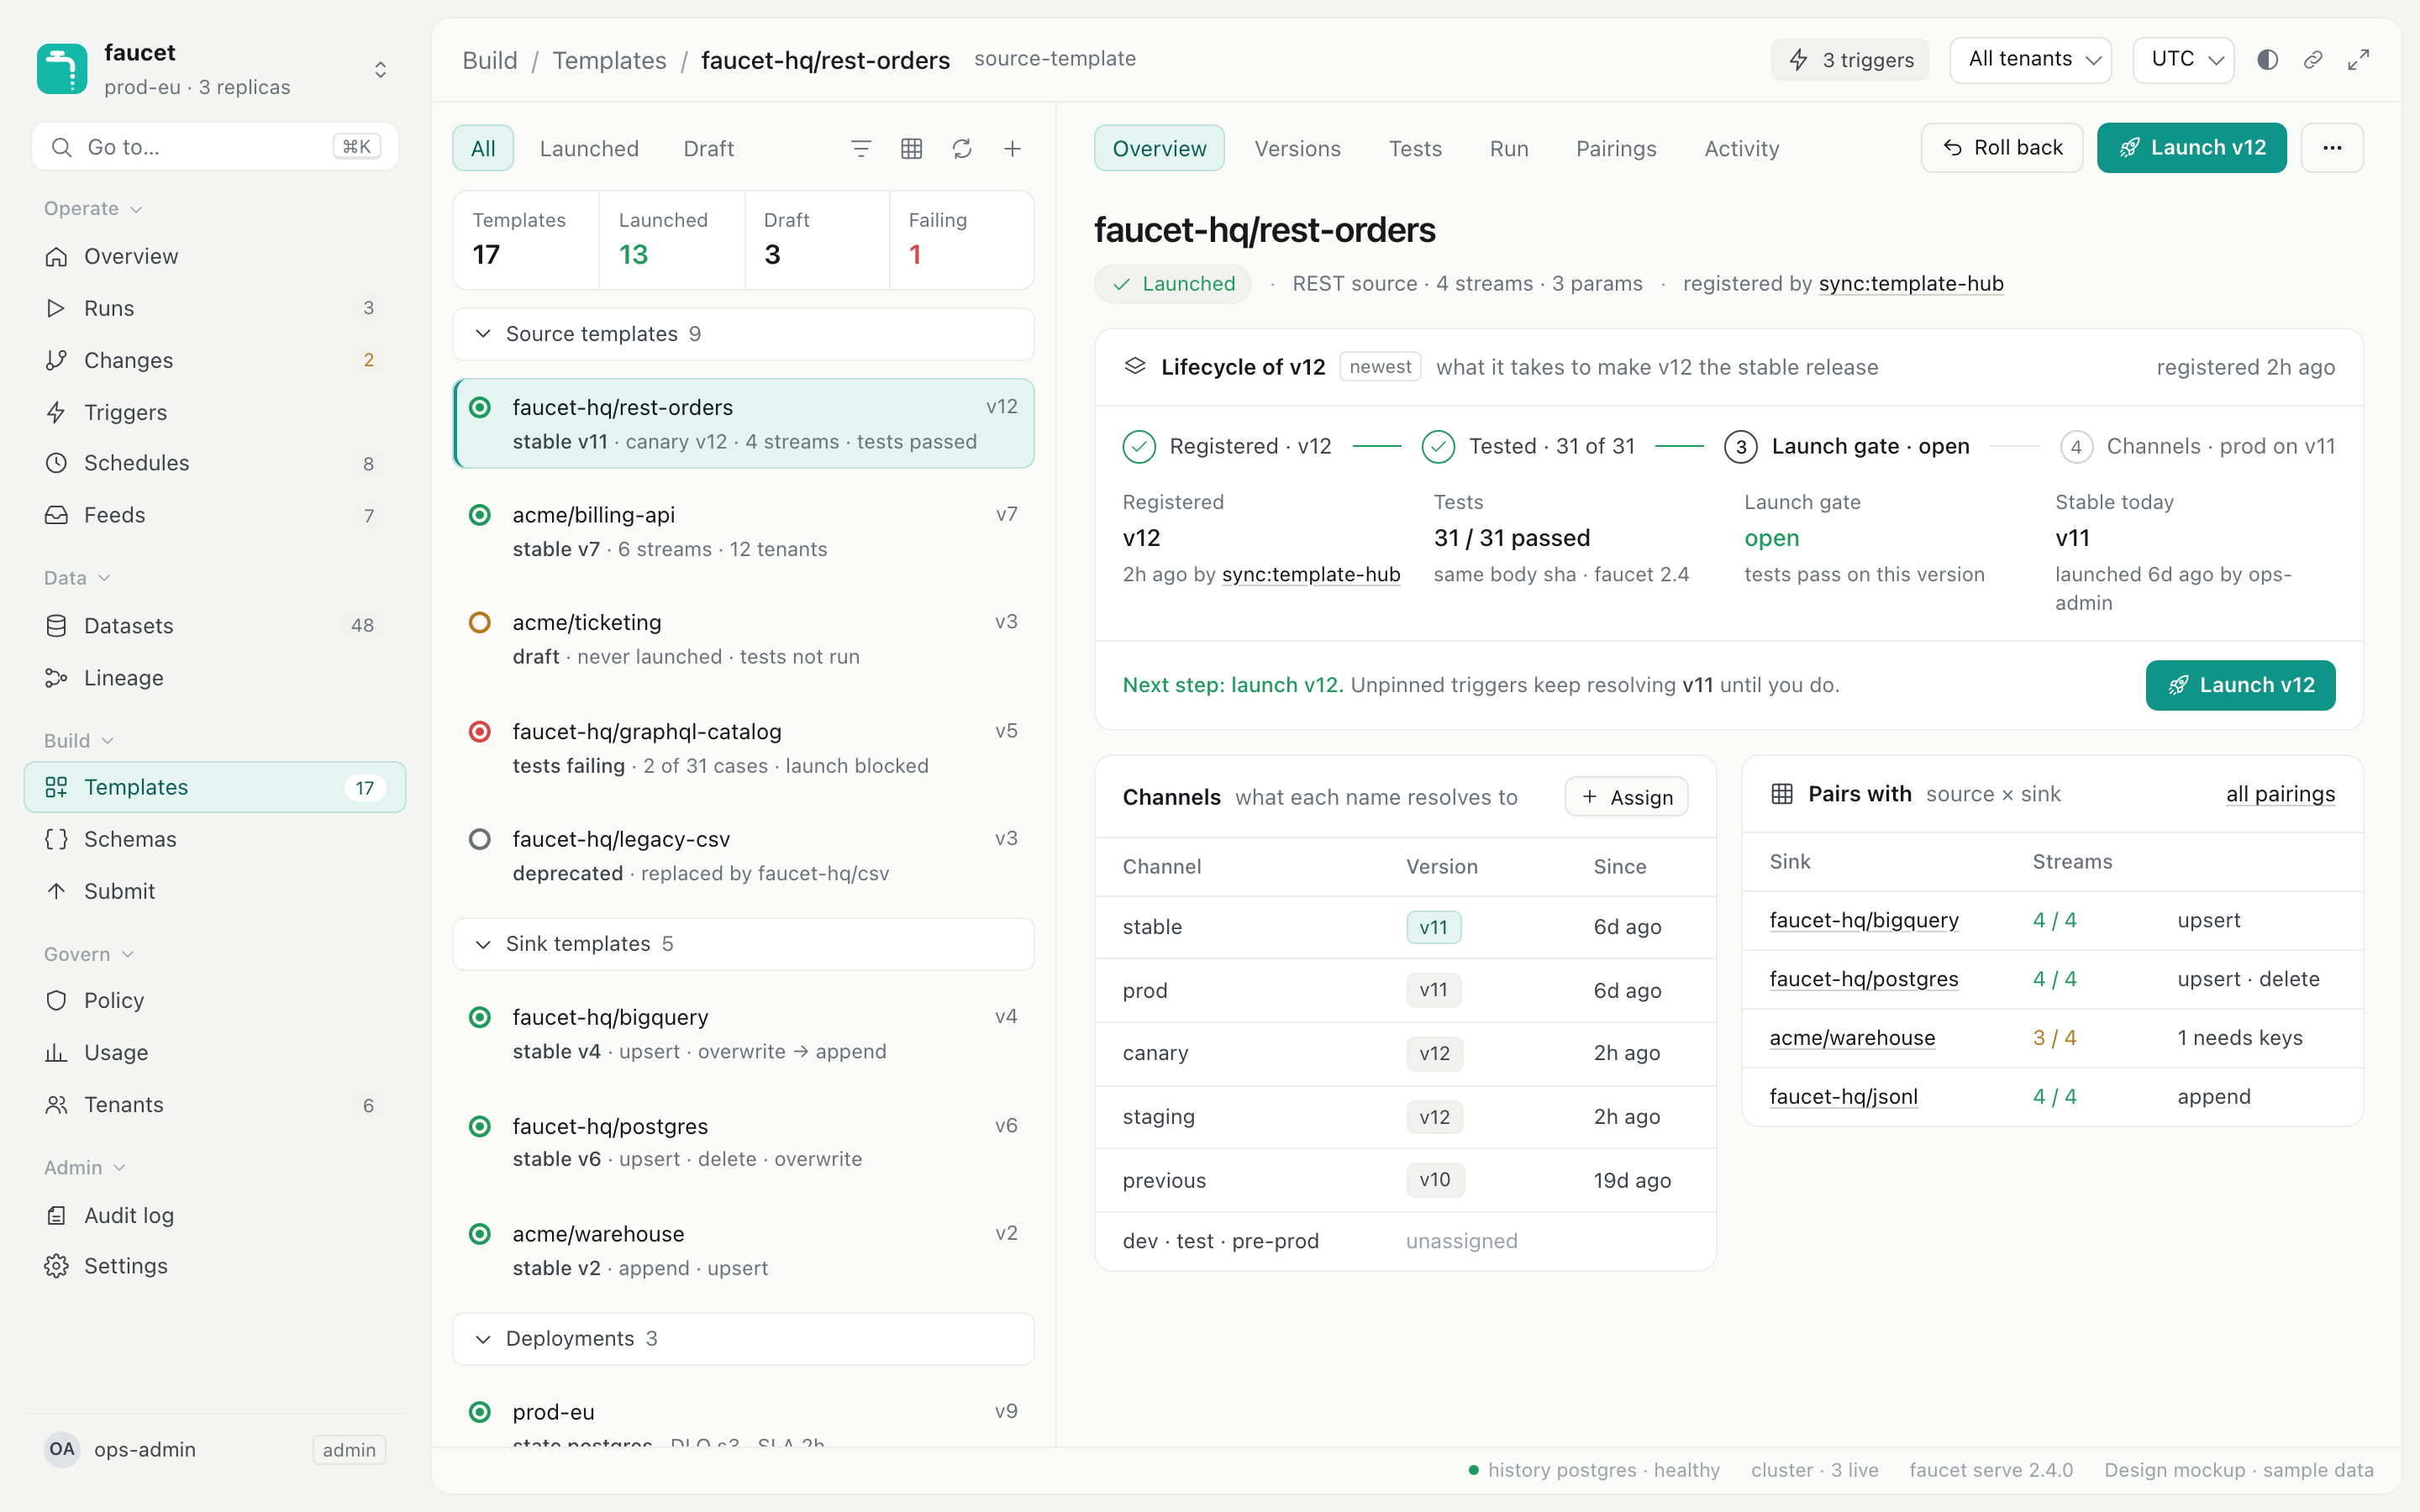 faucet
prod-eu · 3 replicas
Go to...
⌘K
Operate
Overview
Runs 3
Changes 2
Triggers
Schedules 8
Feeds 7
Data
Datasets 48
Lineage
Build
Templates 17
Schemas
Submit
Govern
Policy
Usage
Tenants 6
Admin
Audit log
Settings
OA ops-admin admin
Build / Templates / faucet-hq/rest-orders source-template
3 triggers
All tenants
UTC
All Launched Draft
Templates Launched Draft Failing
17 13 3 1
Source templates 9
faucet-hq/rest-orders v12
stable v11 · canary v12 · 4 streams · tests passed
acme/billing-api v7
stable v7 · 6 streams · 12 tenants
acme/ticketing v3
draft · never launched · tests not run
faucet-hq/graphql-catalog v5
tests failing · 2 of 31 cases · launch blocked
faucet-hq/legacy-csv v3
deprecated · replaced by faucet-hq/csv
Sink templates 5
faucet-hq/bigquery v4
stable v4 · upsert · overwrite → append
faucet-hq/postgres v6
stable v6 · upsert · delete · overwrite
acme/warehouse v2
stable v2 · append · upsert
Deployments 3
prod-eu v9
state postgres · DLQ s3 · SLA 2h
Overview Versions Tests Run Pairings Activity
Roll back
Launch v12
faucet-hq/rest-orders
Launched · REST source · 4 streams · 3 params · registered by sync:template-hub
Lifecycle of v12 newest what it takes to make v12 the stable release registered 2h ago
Registered · v12 Tested · 31 of 31 3 Launch gate · open 4 Channels · prod on v11
Registered
v12
2h ago by sync:template-hub
Tests
31 / 31 passed
same body sha · faucet 2.4
Launch gate
open
tests pass on this version
Stable today
v11
launched 6d ago by ops-
admin
Next step: launch v12. Unpinned triggers keep resolving v11 until you do.
Launch v12
Channels what each name resolves to
+ Assign
Channel Version Since
stable v11 6d ago
prod v11 6d ago
canary v12 2h ago
staging v12 2h ago
previous v10 19d ago
dev · test · pre-prod unassigned
Pairs with source × sink all pairings
Sink Streams
faucet-hq/bigquery 4 / 4 upsert
faucet-hq/postgres 4 / 4 upsert · delete
acme/warehouse 3 / 4 1 needs keys
faucet-hq/jsonl 4 / 4 append
history postgres · healthy cluster · 3 live faucet serve 2.4.0 Design mockup · sample data